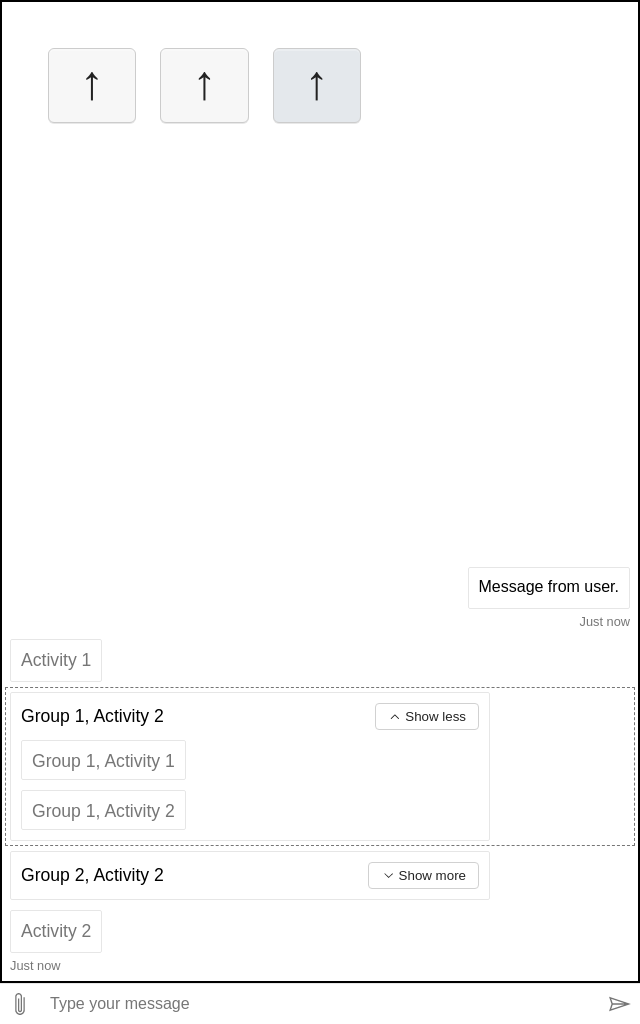 ↑ ↑ ↑
Message from user.
Just now
Activity 1
Group 1, Activity 2 Show less
Group 1, Activity 1
Group 1, Activity 2
Group 2, Activity 2 Show more
Activity 2
Just now
Type your message